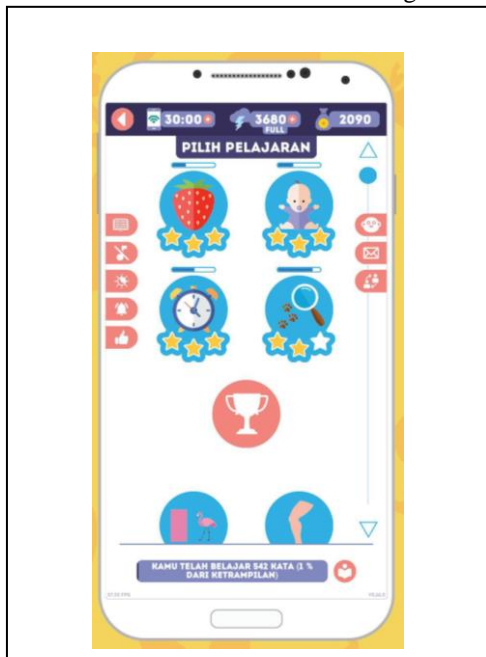 30:00
3680
FULL
2090
PILIH PELAJARAN
KAMU TELAH BELAJAR 542 KATA (1 %
DARI KETRAMPILAN)